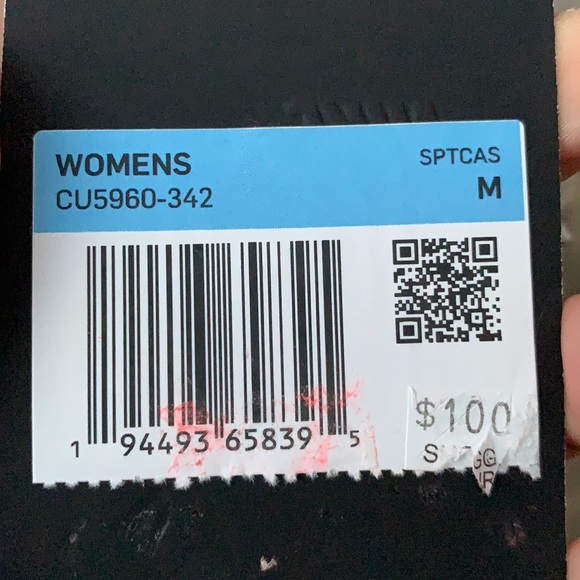 WOMENS
CU5960-342
SPTCAS
M
1 94493 65839 5
$100